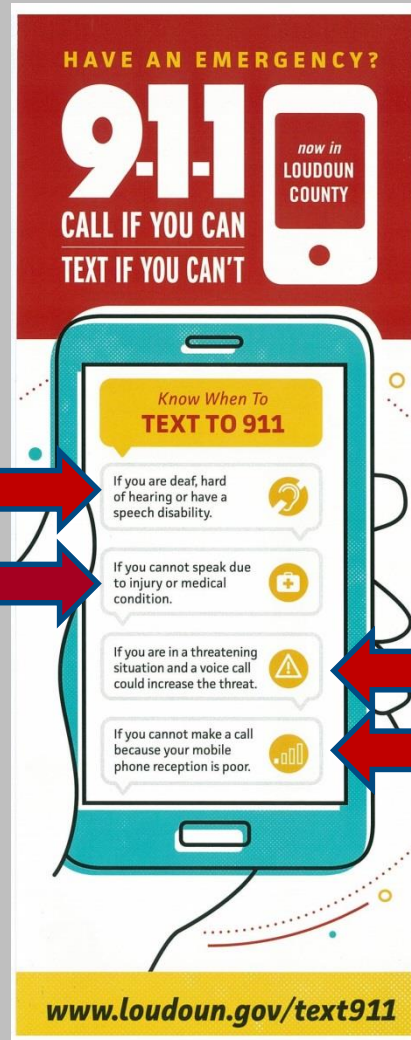 HAVE AN EMERGENCY?
9-1-1
CALL IF YOU CAN
TEXT IF YOU CAN'T
now in
LOUDOUN
COUNTY
Know When To
TEXT TO 911
If you are deaf, hard
of hearing or have a
speech disability.
If you cannot speak due
to injury or medical
condition.
If you are in a threatening
situation and a voice call
could increase the threat.
If you cannot make a call
because your mobile
phone reception is poor.
www.loudoun.gov/text911